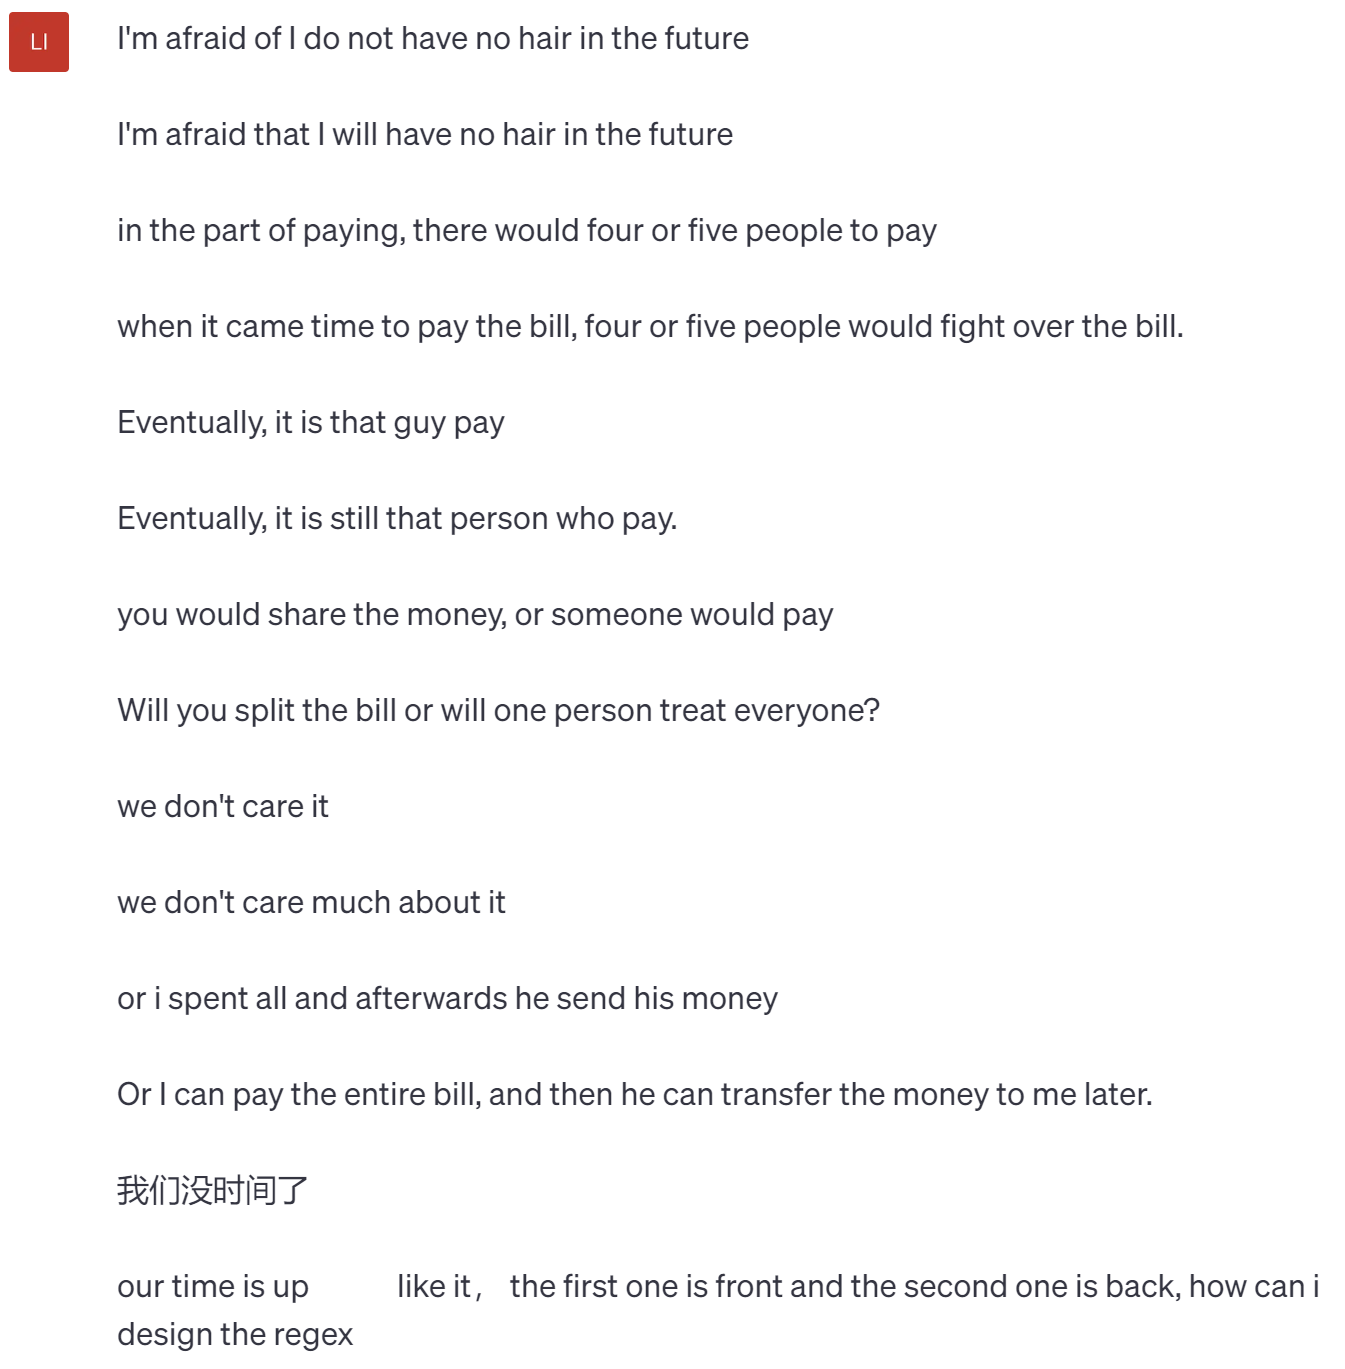 LI
I'm afraid of I do not have no hair in the future
I'm afraid that I will have no hair in the future
in the part of paying, there would four or five people to pay
when it came time to pay the bill, four or five people would fight over the bill.
Eventually, it is that guy pay
Eventually, it is still that person who pay.
you would share the money, or someone would pay
Will you split the bill or will one person treat everyone?
we don't care it
we don't care much about it
or i spent all and afterwards he send his money
Or I can pay the entire bill, and then he can transfer the money to me later.
我们没时间了
our time is up like it， the first one is front and the second one is back, how can i
design the regex